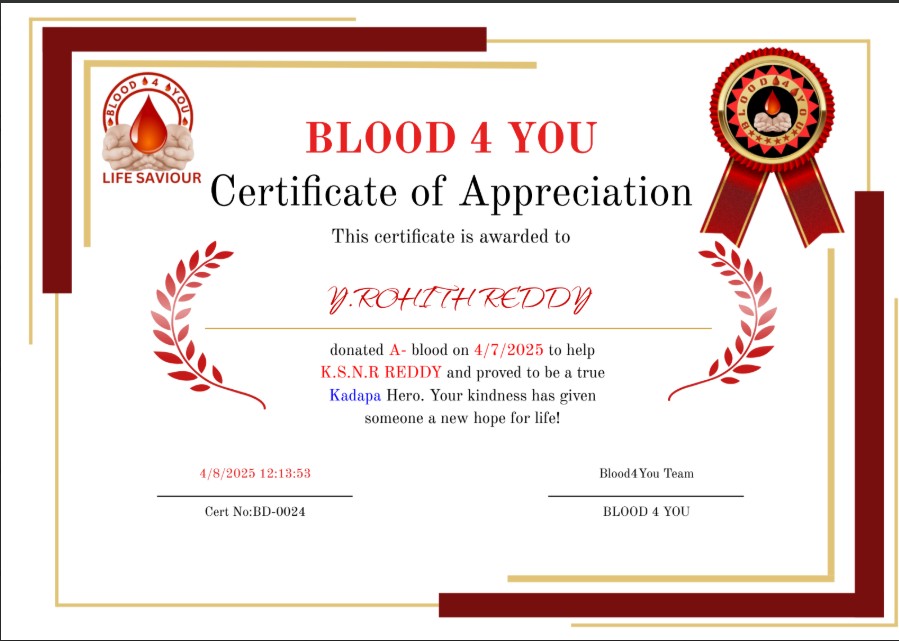 BLOOD 4 YOU
LIFE SAVIOUR
BLOOD 4 YOU
BLOOD 4 YOU
Certificate of Appreciation
This certificate is awarded to
Y.ROHITH REDDY
donated A- blood on 4/7/2025 to help
K.S.N.R REDDY and proved to be a true
Kadapa Hero. Your kindness has given
someone a new hope for life!
4/8/2025 12:13:53
Blood4You Team
Cert No:BD-0024
BLOOD 4 YOU